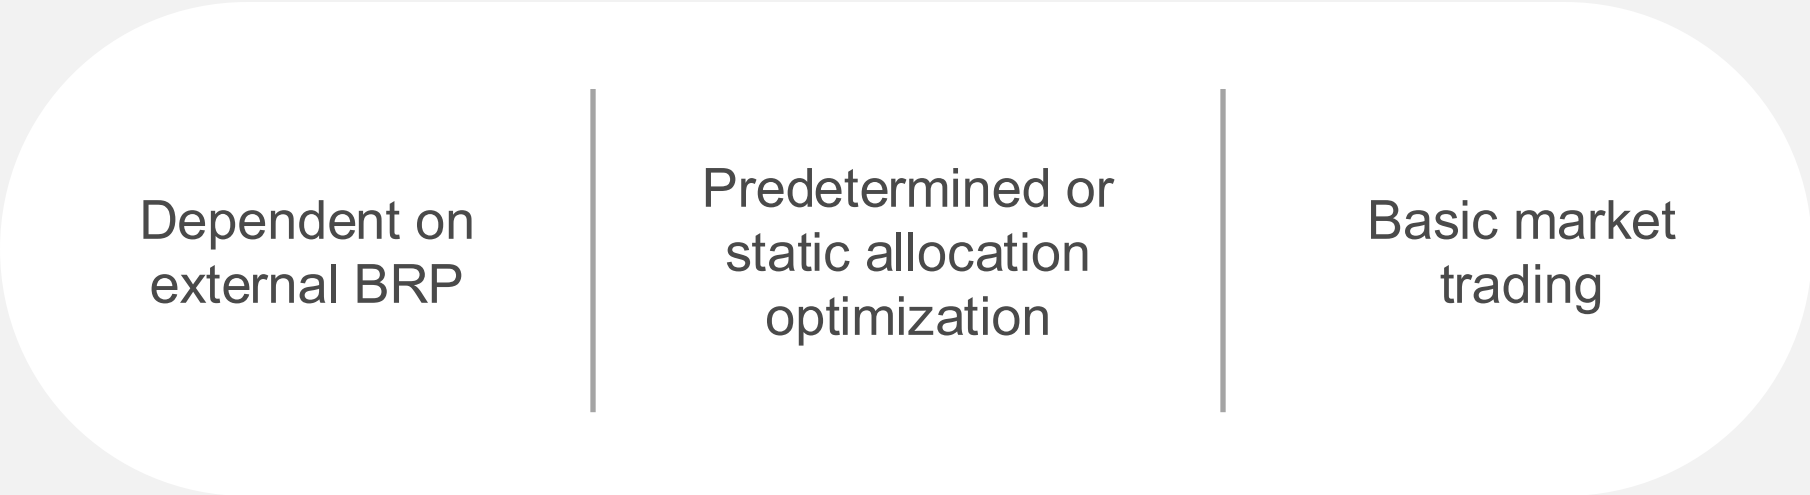 Dependent on
external BRP
Predetermined or
static allocation
optimization
Basic market
trading